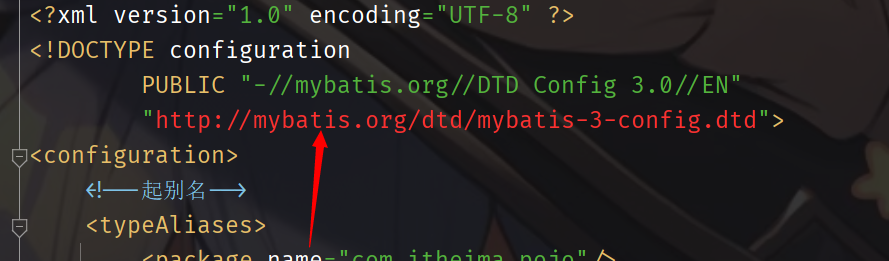 <?xml version="1.0" encoding="UTF-8" ?>
<!DOCTYPE configuration
PUBLIC "-//mybatis.org//DTD Config 3.0//EN"
"http://mybatis.org/dtd/mybatis-3-config.dtd">
<configuration>
<!--起别名-->
<typeAliases>
<package name="com.itheima.pojo"/>